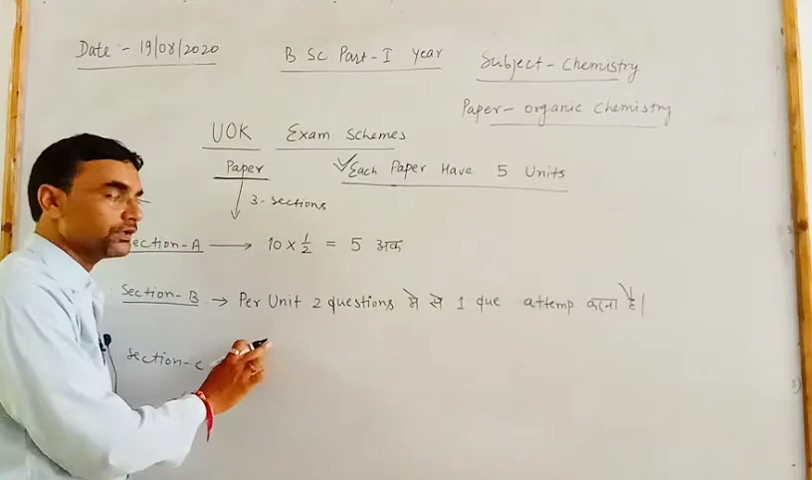 Date - 19/08/2020
B Sc Part-I Year
Subject - Chemistry
Paper - organic chemistry
UOK Exam Schemes
Paper
Each Paper Have 5 Units
3-sections
ection-A → 10 × 1/2 = 5 अक
Section-B → Per Unit 2 questions मे से 1 que attemp करना है।
Section-c